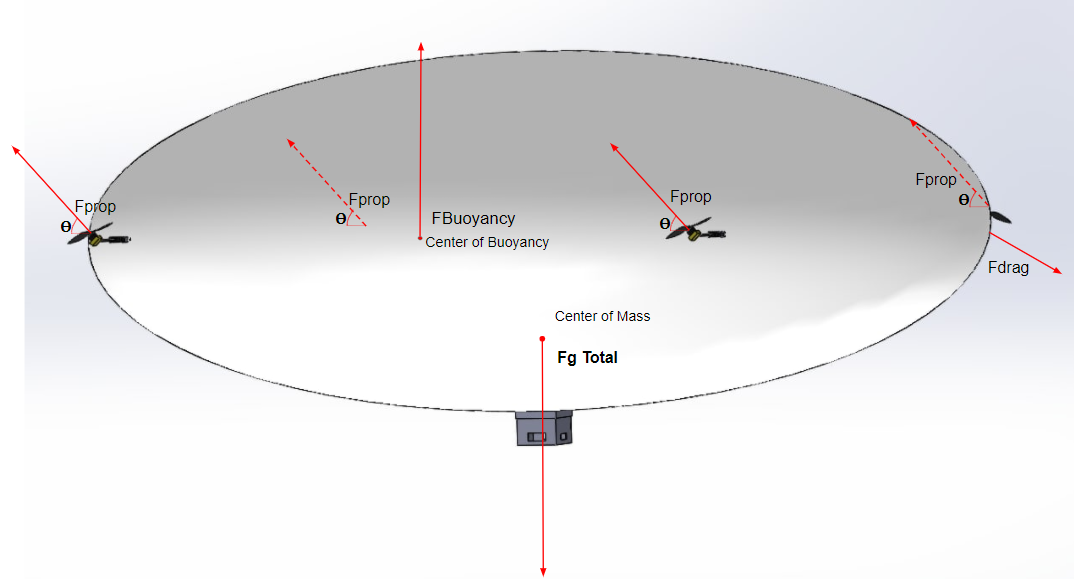 Fprop
θ
Fprop
θ
FBuoyancy
Center of Buoyancy
Fprop
θ
Fprop
θ
Fdrag
Center of Mass
Fg Total